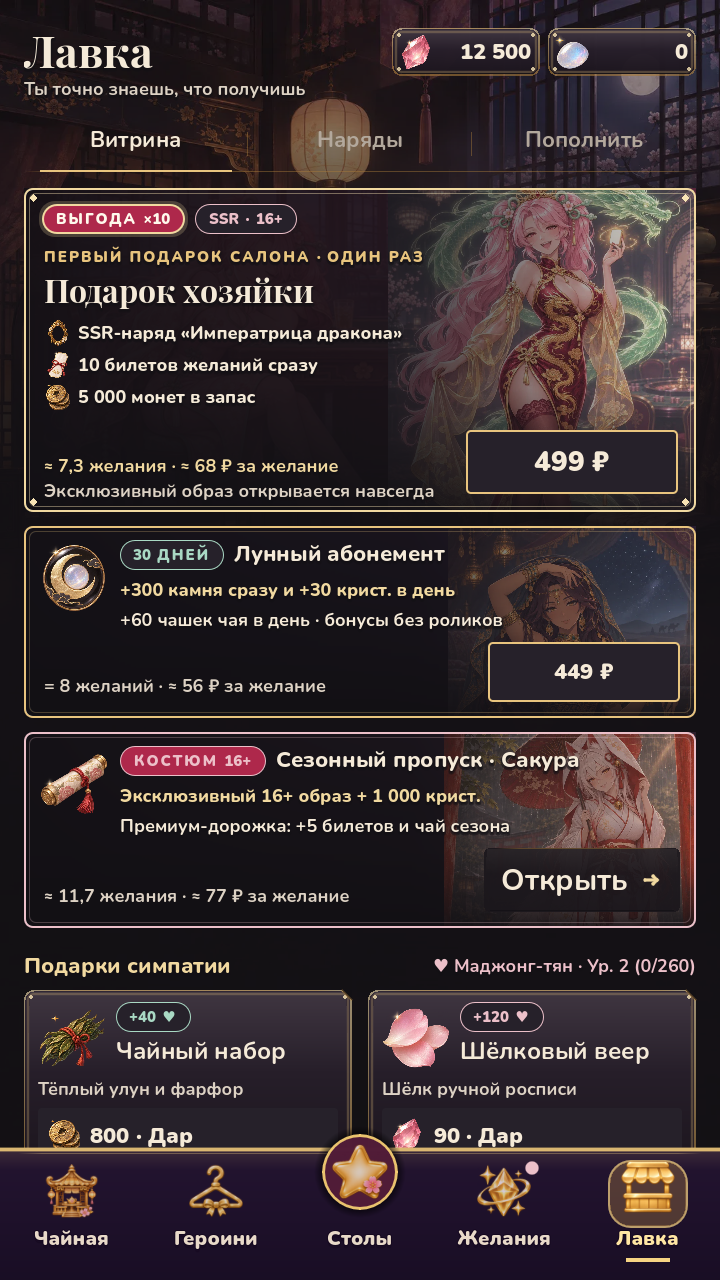 Лавка
12 500
0
Ты точно знаешь, что получишь
Витрина
Наряды
Пополнить
ВЫГОДА ×10
SSR · 16+
ПЕРВЫЙ ПОДАРОК САЛОНА · ОДИН РАЗ
Подарок хозяйки
SSR-наряд «Императрица дракона»
10 билетов желаний сразу
5 000 монет в запас
499 ₽
≈ 7,3 желания · ≈ 68 ₽ за желание
Эксклюзивный образ открывается навсегда
30 ДНЕЙ
Лунный абонемент
+300 камня сразу и +30 крист. в день
+60 чашек чая в день · бонусы без роликов
449 ₽
= 8 желаний · ≈ 56 ₽ за желание
КОСТЮМ 16+
Сезонный пропуск · Сакура
Эксклюзивный 16+ образ + 1 000 крист.
Премиум-дорожка: +5 билетов и чай сезона
Открыть ➜
≈ 11,7 желания · ≈ 77 ₽ за желание
Подарки симпатии
♥ Маджонг-тян · Ур. 2 (0/260)
+40 ♥
Чайный набор
Тёплый улун и фарфор
800 · Дар
+120 ♥
Шёлковый веер
Шёлк ручной росписи
90 · Дар
Чайная
Героини
Столы
Желания
Лавка